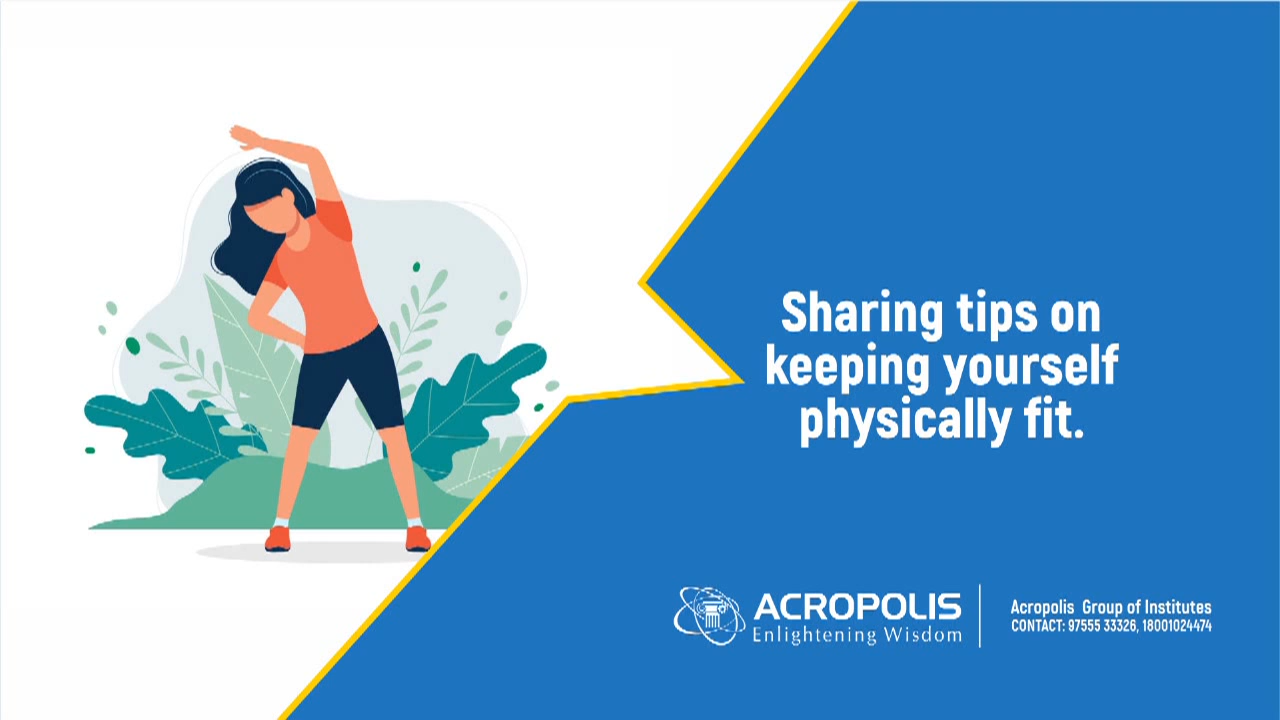 Sharing tips on
keeping yourself
physically fit.
ACROPOLIS
Enlightening Wisdom
Acropolis Group of Institutes
CONTACT: 97555 33326, 18001024474